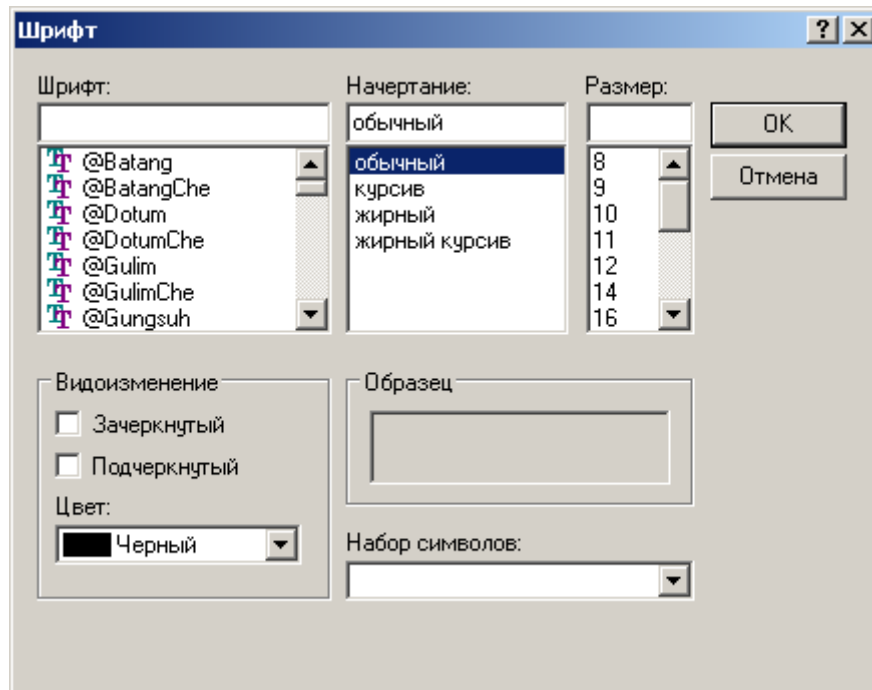 Шрифт
Шрифт:
@Batang
@BatangChe
@Dotum
@DotumChe
@Gulim
@GulimChe
@Gungsuh
Начертание:
обычный
обычный
курсив
жирный
жирный курсив
Размер:
8
9
10
11
12
14
16
OK
Отмена
Видоизменение
Зачеркнутый
Подчеркнутый
Цвет:
Черный
Образец
Набор символов: